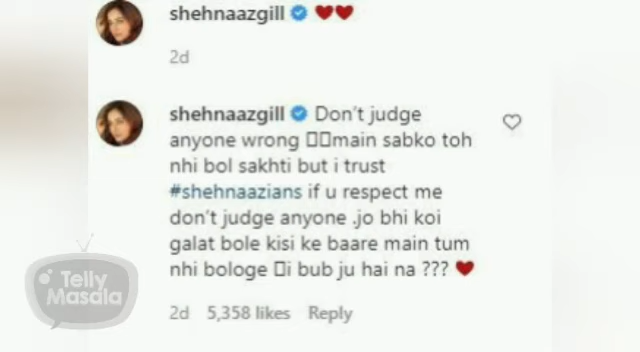 shehnaazgill ❤❤
2d
shehnaazgill Don't judge
anyone wrong □□main sabko toh
nhi bol sakhti but i trust
#shehnaazians if u respect me
don't judge anyone .jo bhi koi
galat bole kisi ke baare main tum
nhi bologe □i bub ju hai na ??? ❤
2d 5,358 likes Reply
Telly
Masala